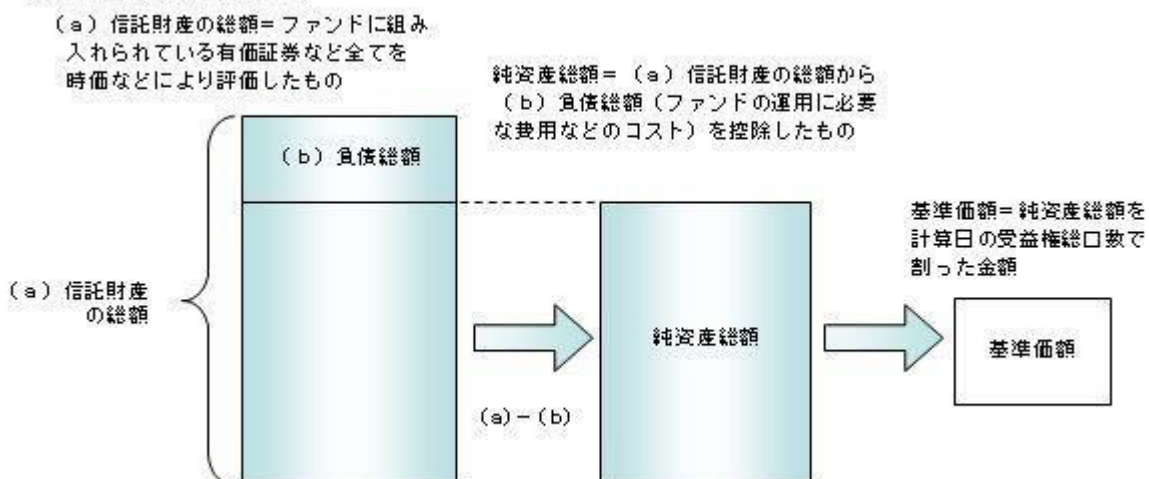 (a)信託財産の総額=ファンドに組み
入れられている有価証券など全てを
時価などにより評価したもの
純資産総額=(a)信託財産の総額から
(b)負債総額(ファンドの運用に必要
な費用などのコスト)を控除したもの
(b)負債総額
基準価額=純資産総額を
計算日の受益権総口数で
割った金額
(a)信託財産
の総額
純資産総額
基準価額
(a)-(b)